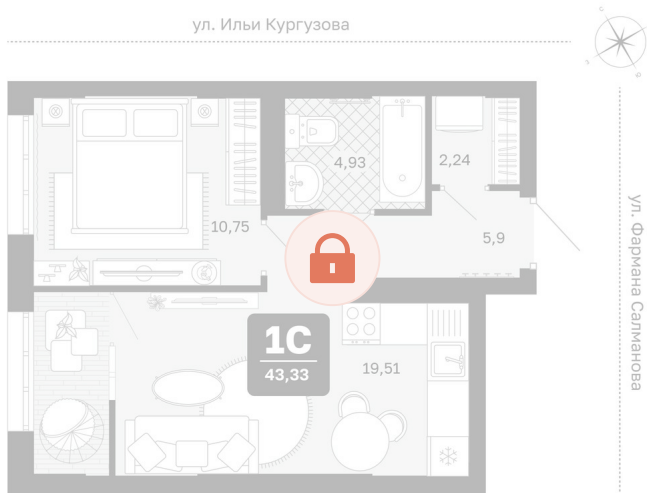 ул. Ильи Кургузова
С
4,93
2,24
10,75
5,9
ул. Фармана Салманова
1С
43,33
19,51